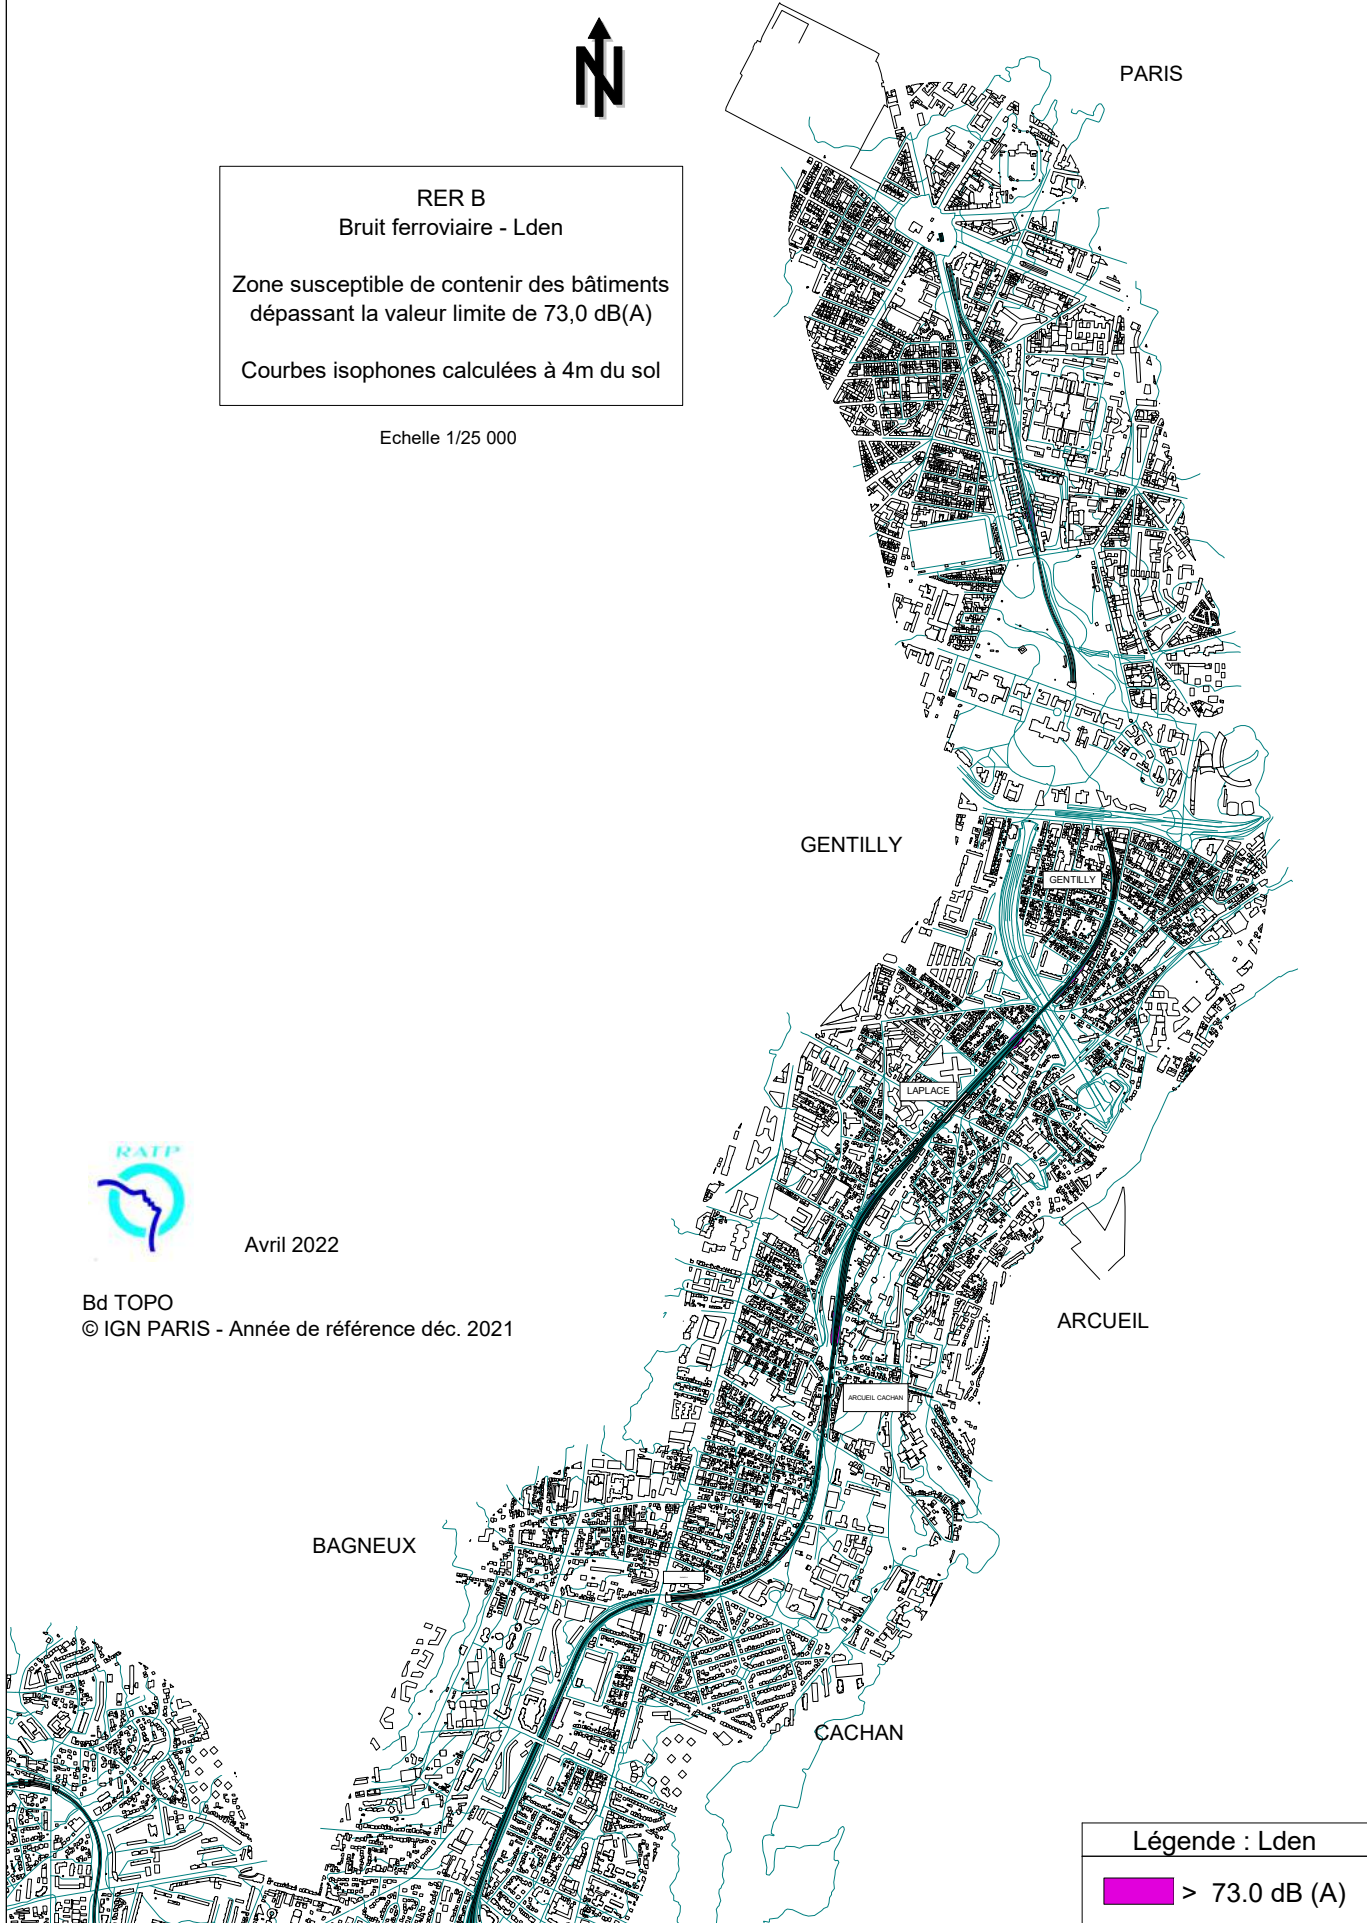 N
PARIS
RER B
Bruit ferroviaire - Lden
Zone susceptible de contenir des bâtiments
dépassant la valeur limite de 73,0 dB(A)
Courbes isophones calculées à 4m du sol
Echelle 1/25 000
GENTILLY
GENTILLY
LAPLACE
RATP
Avril 2022
Bd TOPO
© IGN PARIS - Année de référence déc. 2021
ARCUEIL
ARCUEIL CACHAN
BAGNEUX
CACHAN
Légende : Lden
> 73.0 dB (A)